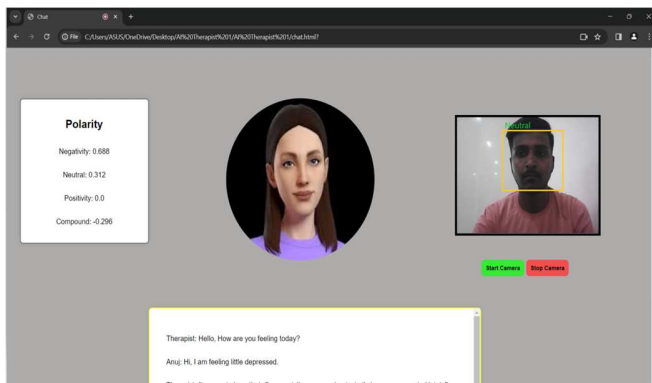 Chat
File C:/Users/ASUS/OneDrive/Desktop/AI%20Therapist%201/AI%20Therapist%201/chat.html?
Polarity
Negativity: 0.688
Neutral: 0.312
Positivity: 0.0
Compound: -0.296
Neutral
Start Camera Stop Camera
Therapist: Hello, How are you feeling today?
Anuj: Hi, I am feeling little depressed.